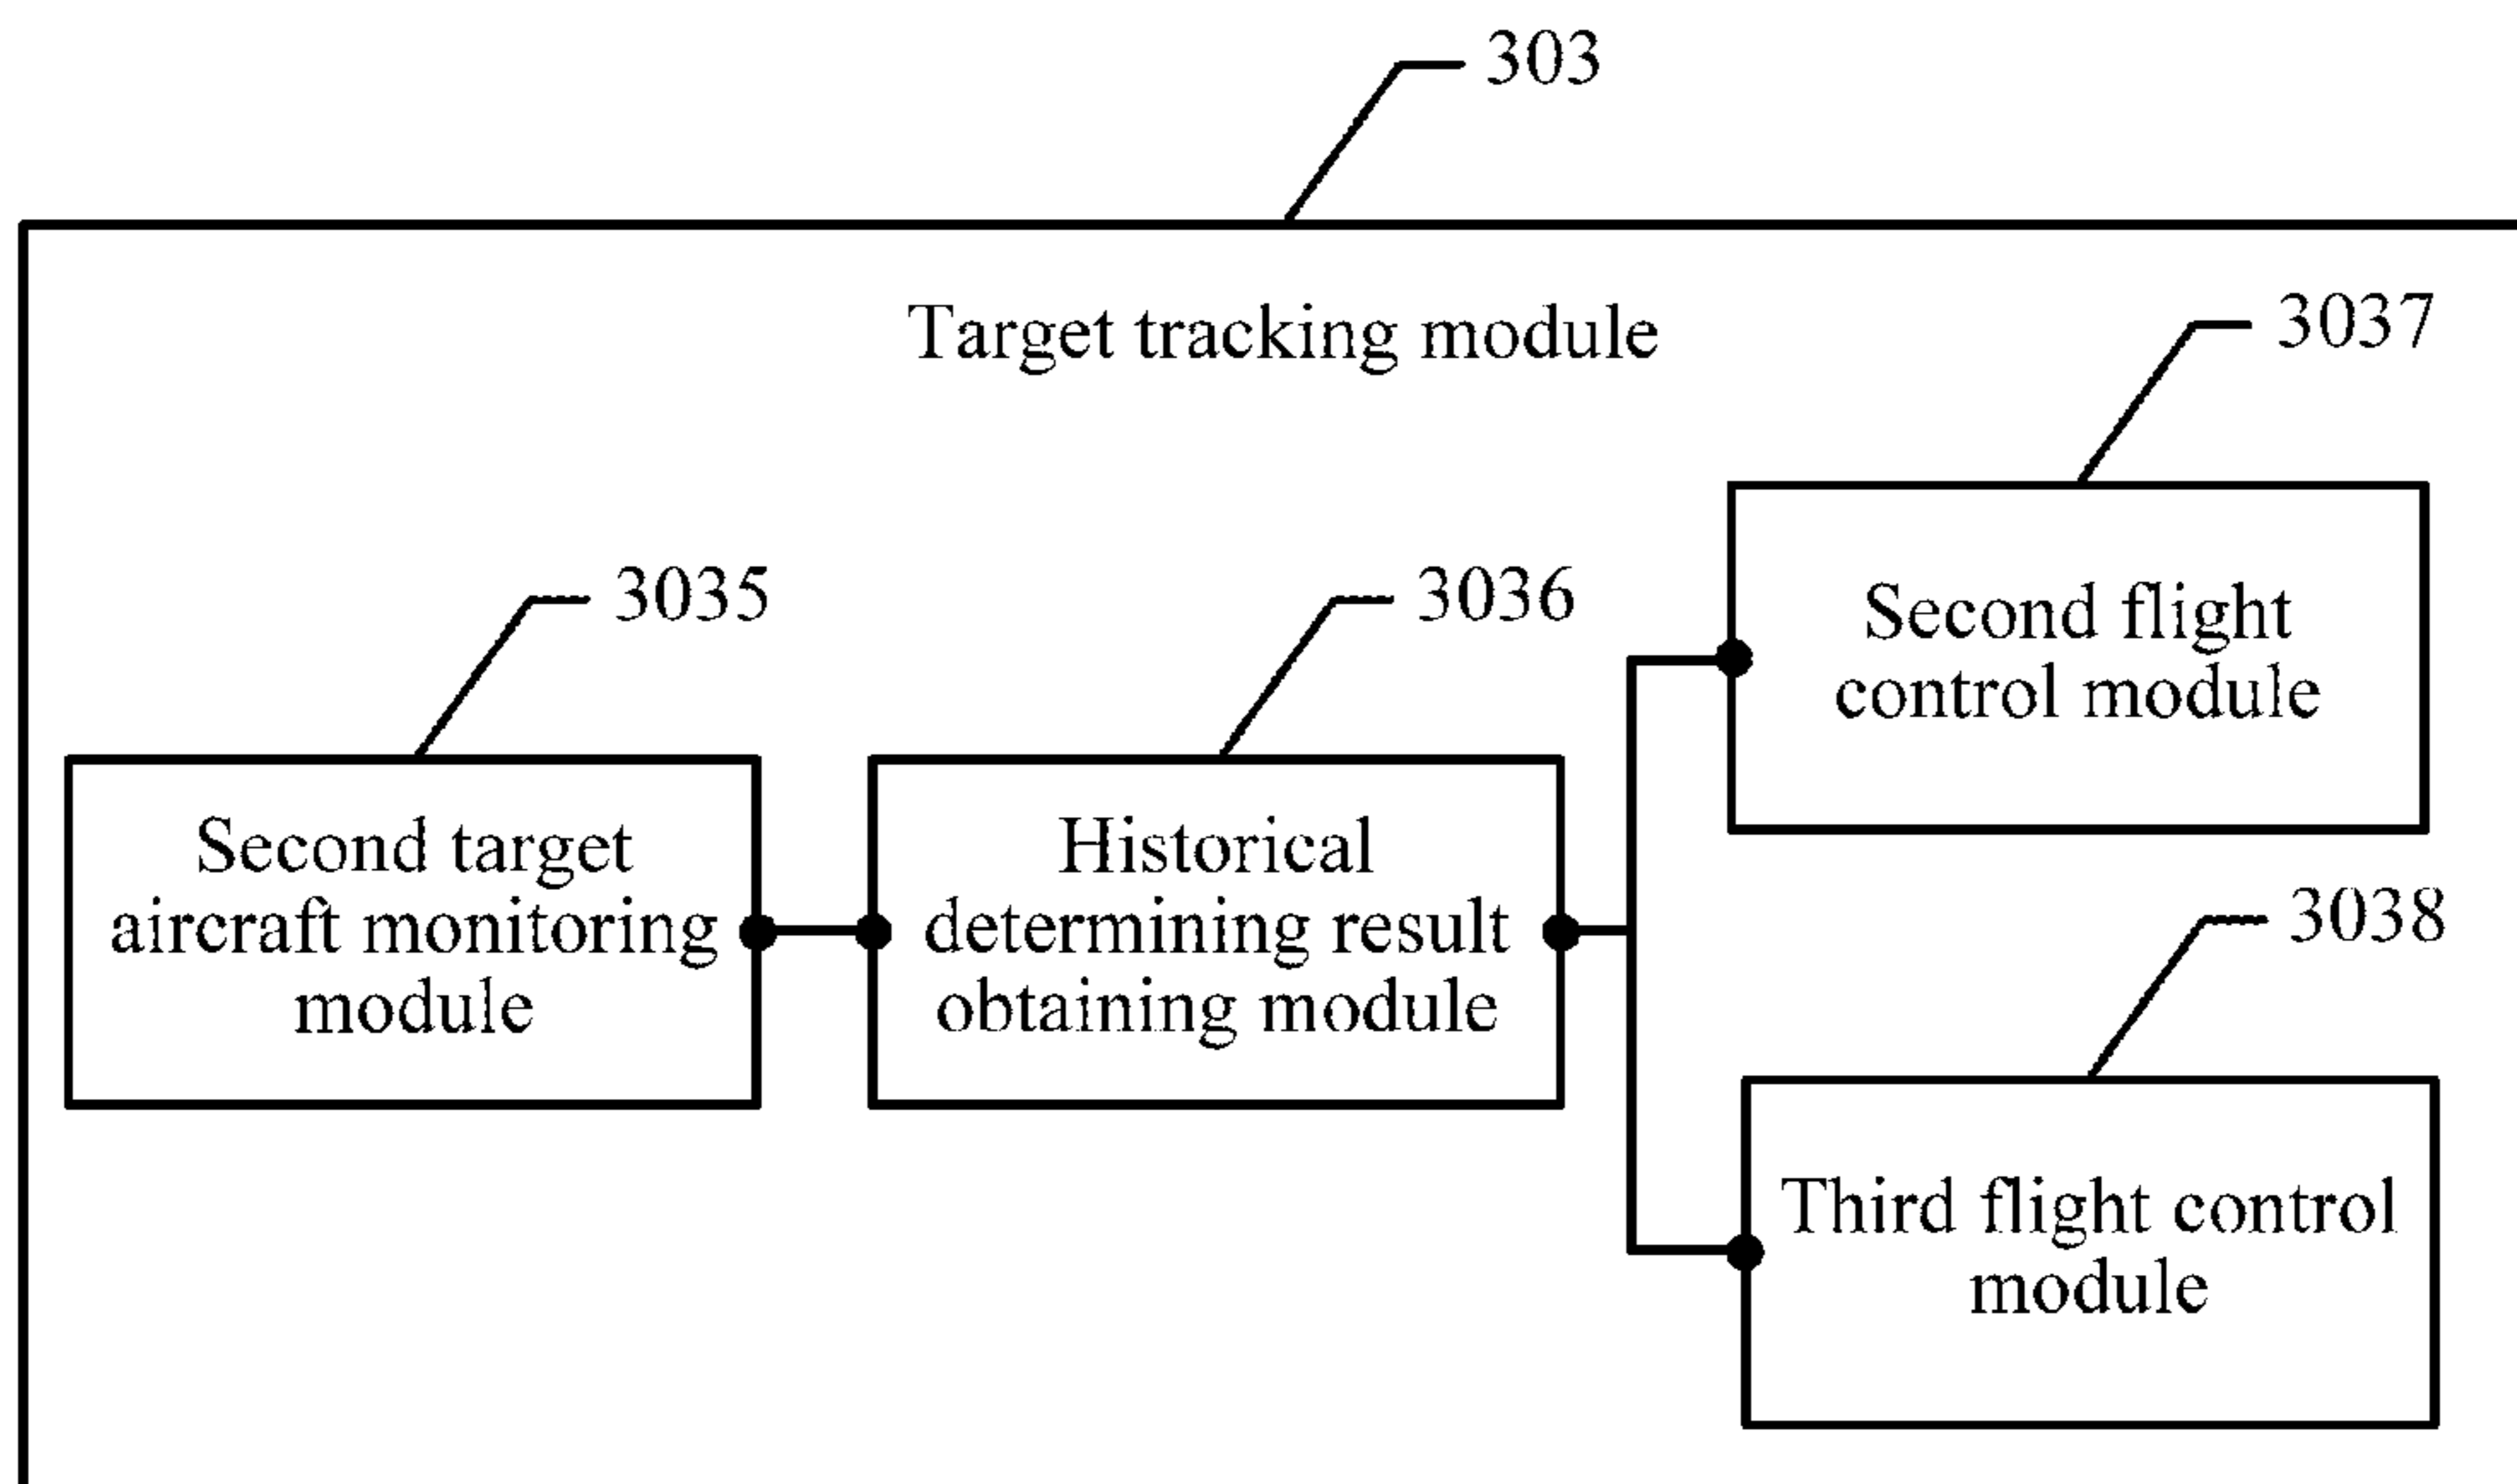 303
Target tracking module
3037
Second flight
control module
3035
3036
Second target
aircraft monitoring
module
Historical
determining result
obtaining module
3038
Third flight control
module